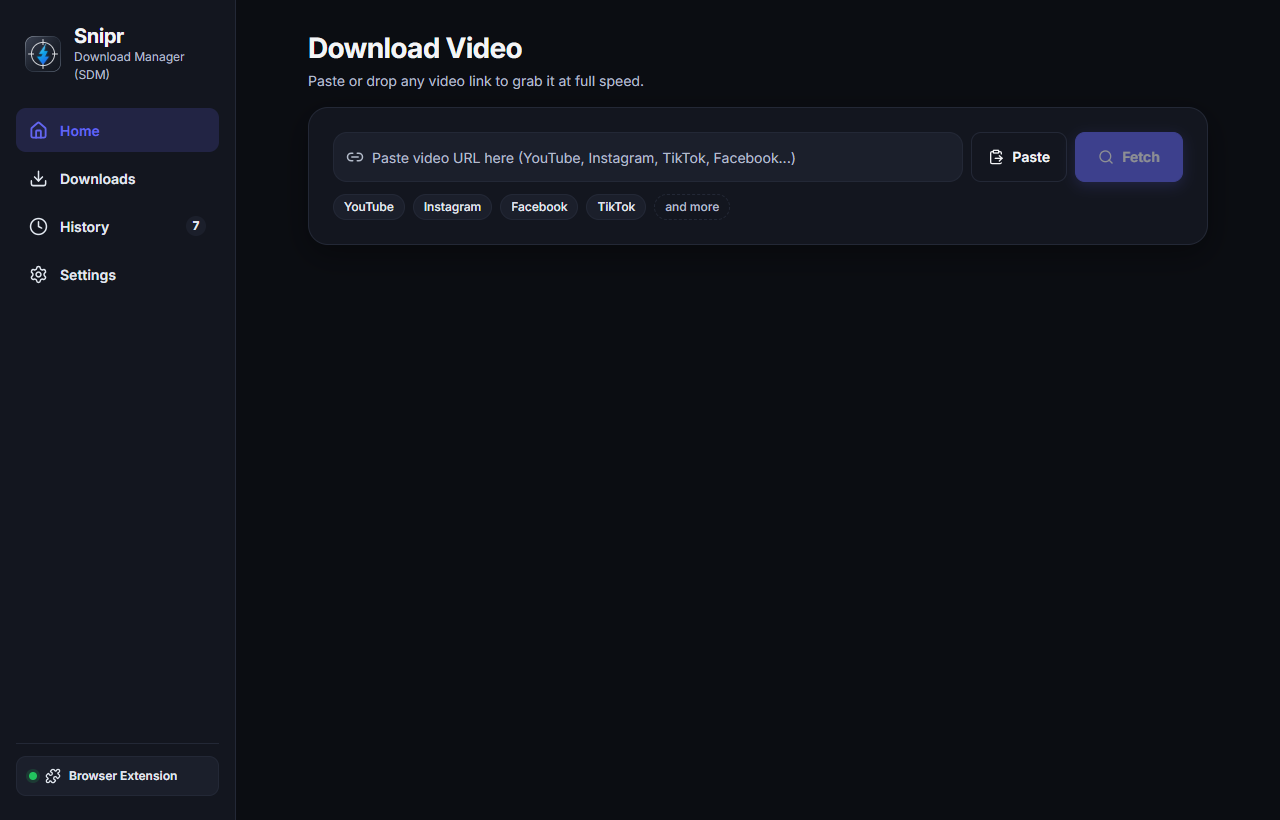 Snipr
Download Manager
(SDM)
Home
Downloads
History 7
Settings
Browser Extension
Download Video
Paste or drop any video link to grab it at full speed.
Paste video URL here (YouTube, Instagram, TikTok, Facebook...)
Paste
Fetch
YouTube Instagram Facebook TikTok and more